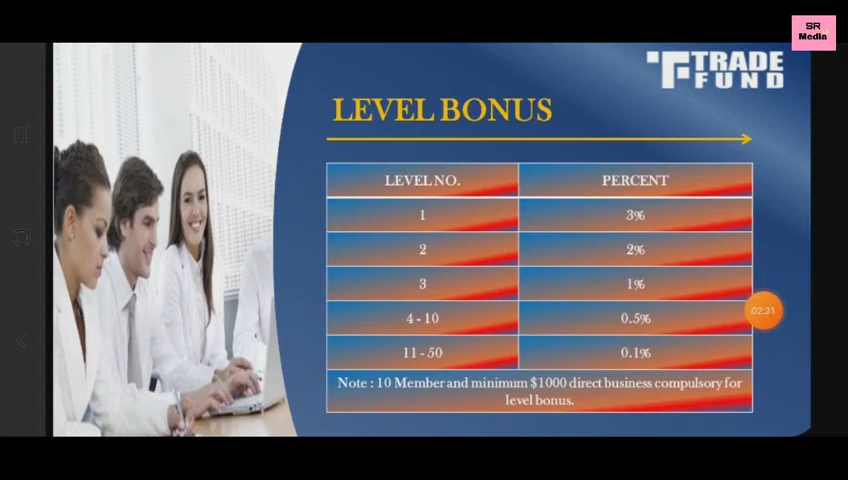 SR
Media
TRADE
FUND
LEVEL BONUS
LEVEL NO. PERCENT
1 3%
2 2%
3 1%
4 - 10 0.5%
11 - 50 0.1%
Note : 10 Member and minimum $1000 direct business compulsory for
level bonus.
02:31